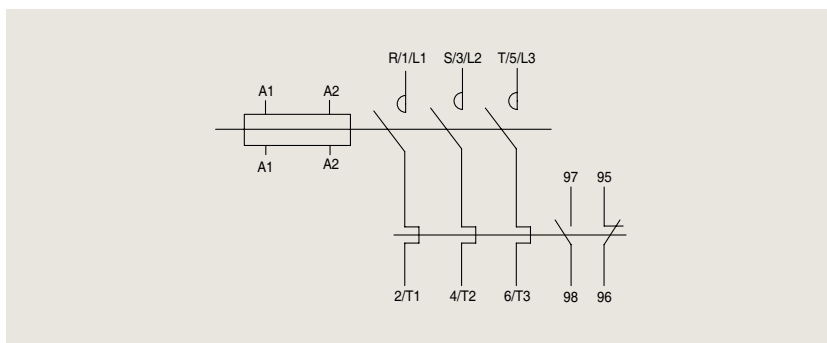 R/1/L1 S/3/L2 T/5/L3
A1 A2
A1 A2
97 95
2/T1 4/T2 6/T3 98 96